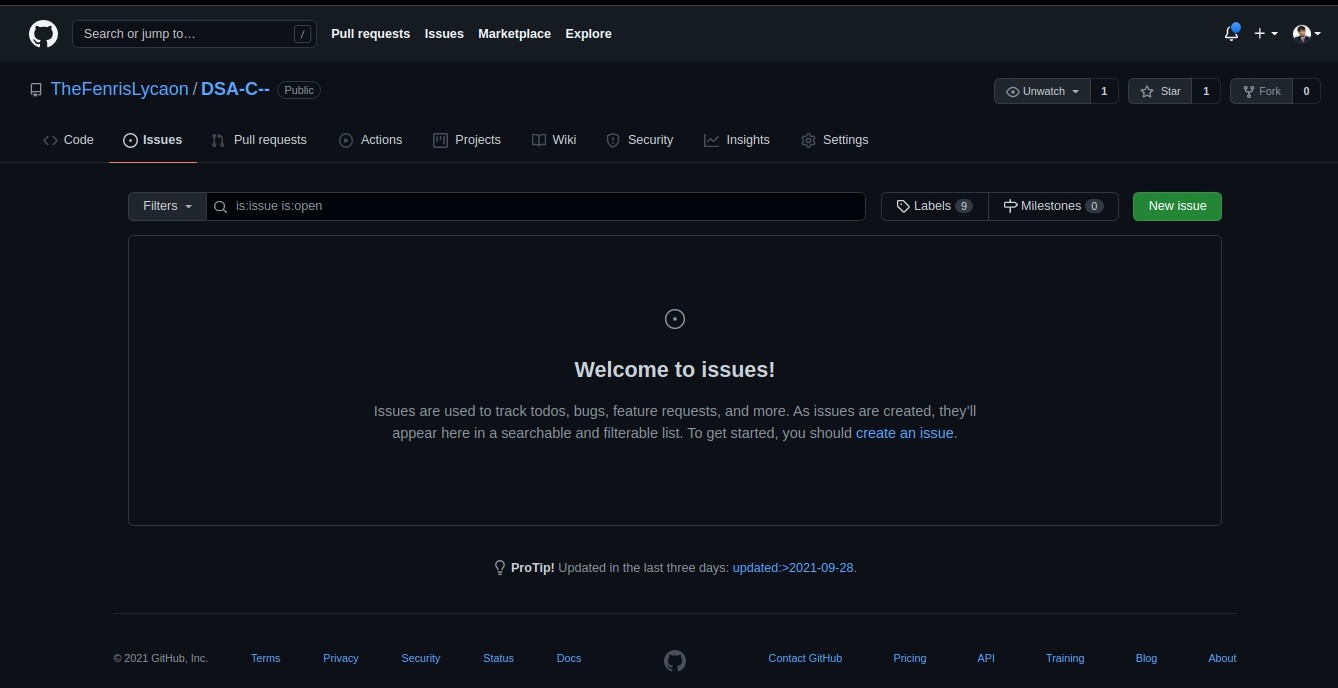 Search or jump to… / Pull requests Issues Marketplace Explore
TheFenrisLycaon / DSA-C-- Public Unwatch 1 Star 1 Fork 0
Code Issues Pull requests Actions Projects Wiki Security Insights Settings
Filters is:issue is:open Labels 9 Milestones 0 New issue
Welcome to issues!
Issues are used to track todos, bugs, feature requests, and more. As issues are created, they’ll
appear here in a searchable and filterable list. To get started, you should create an issue.
ProTip! Updated in the last three days: updated:>2021-09-28.
© 2021 GitHub, Inc. Terms Privacy Security Status Docs Contact GitHub Pricing API Training Blog About